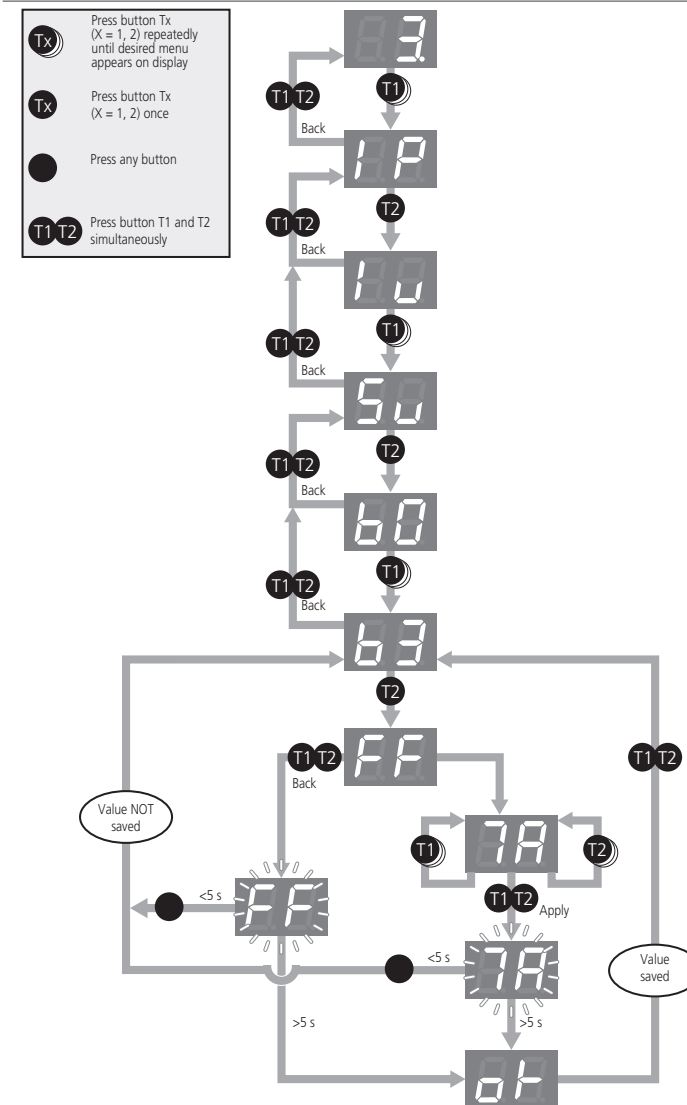 Tx
Press button Tx
(X = 1, 2) repeatedly
until desired menu
appears on display
Tx
Press button Tx
(X = 1, 2) once
Press any button
T1 T2
Press button T1 and T2
simultaneously
3.
T1
T1 T2
Back
IP
T2
T1 T2
Back
Iu
T1
T1 T2
Back
Su
T2
T1 T2
Back
b0
T1
T1 T2
Back
b3
T2
FF
T1 T2
Back
T1 T2
Value NOT
saved
7A
T1
T2
T1 T2
Apply
FF
<5 s
<5 s
7A
Value
saved
>5 s
>5 s
ok